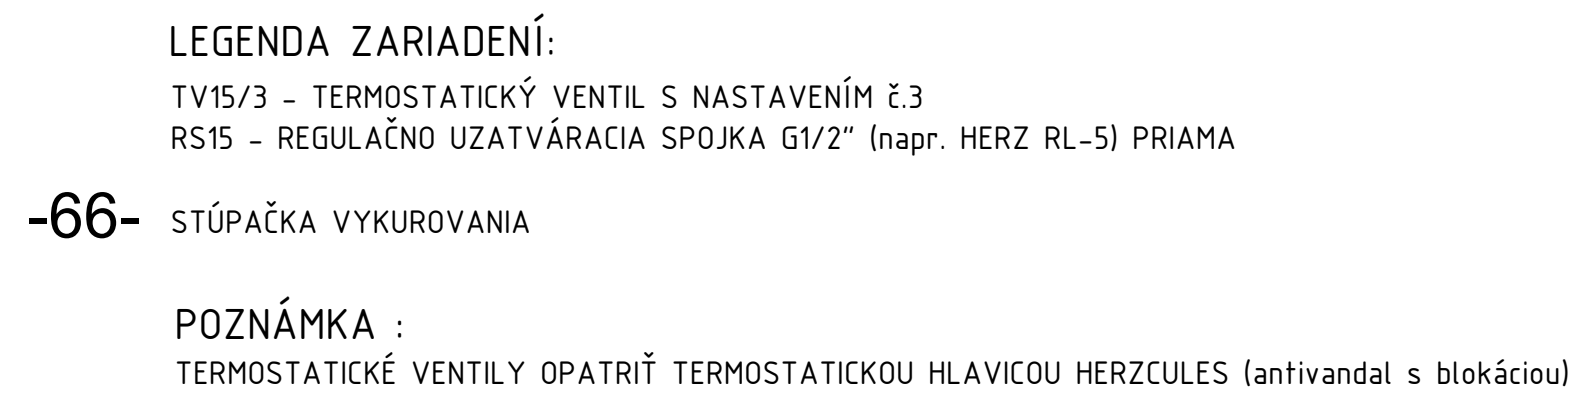 LEGENDA ZARIADENÍ:
TV15/3 - TERMOSTATICKÝ VENTIL S NASTAVENÍM č.3
RS15 - REGULAČNO UZATVÁRACIA SPOJKA G1/2" (napr. HERZ RL-5) PRIAMA
-66- STÚPAČKA VYKUROVANIA
POZNÁMKA :
TERMOSTATICKÉ VENTILY OPATRIŤ TERMOSTATICKOU HLAVICOU HERZCULES (antivandal s blokáciou)